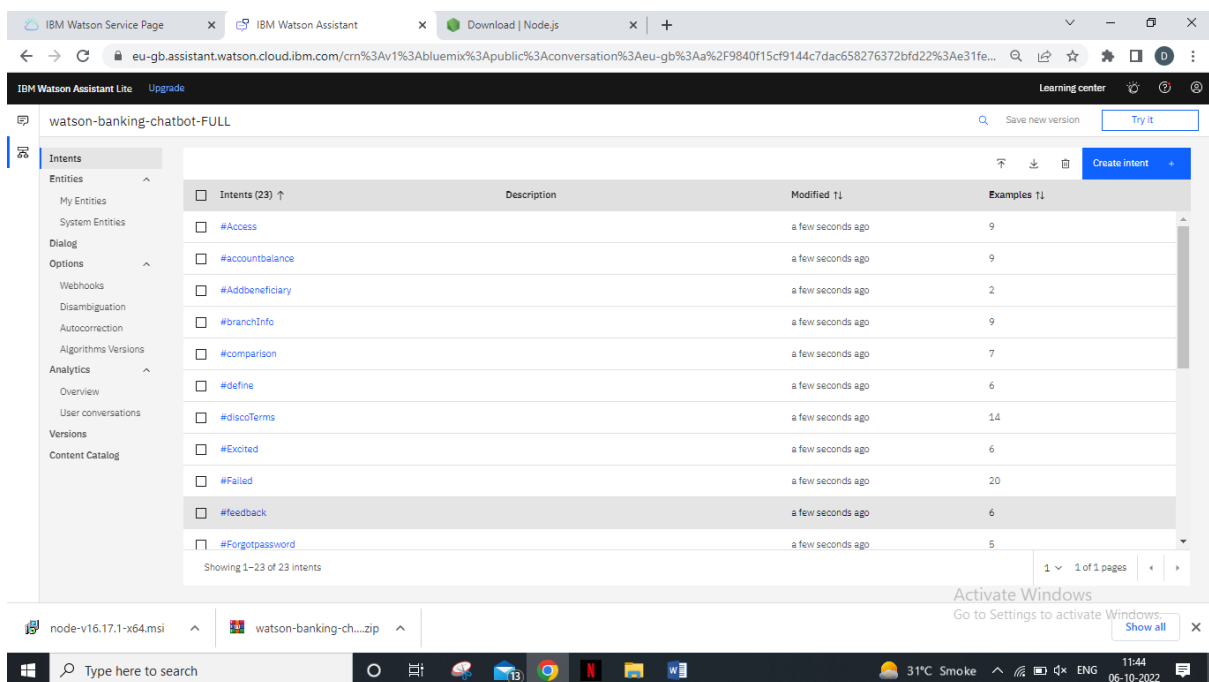 IBM Watson Service Page
IBM Watson Assistant
Download | Node.js
eu-gb.assistant.watson.cloud.ibm.com/crn%3Av1%3Abluemix%3Apublic%3Aconversation%3Aeu-gb%3Aa%2F9840f15cf9144c7dac658276372bfd22%3Ae31fe...
D
IBM Watson Assistant Lite Upgrade
Learning center
watson-banking-chatbot-FULL
Save new version
Try it
Intents
Entities
My Entities
System Entities
Dialog
Options
Webhooks
Disambiguation
Autocorrection
Algorithms Versions
Analytics
Overview
User conversations
Versions
Content Catalog
Create intent +
Intents (23) ↑ Description Modified ↑↓ Examples ↑↓
#Access a few seconds ago 9
#accountbalance a few seconds ago 9
#Addbeneficiary a few seconds ago 2
#branchInfo a few seconds ago 9
#comparison a few seconds ago 7
#define a few seconds ago 6
#discoTerms a few seconds ago 14
#Excited a few seconds ago 6
#Failed a few seconds ago 20
#feedback a few seconds ago 6
#Forgotpassword a few seconds ago 5
Showing 1–23 of 23 intents
1 1 of 1 pages
Activate Windows
Go to Settings to activate Windows.
node-v16.17.1-x64.msi
watson-banking-ch....zip
Show all
Type here to search
13
N
W
31°C Smoke
ENG
11:44
06-10-2022